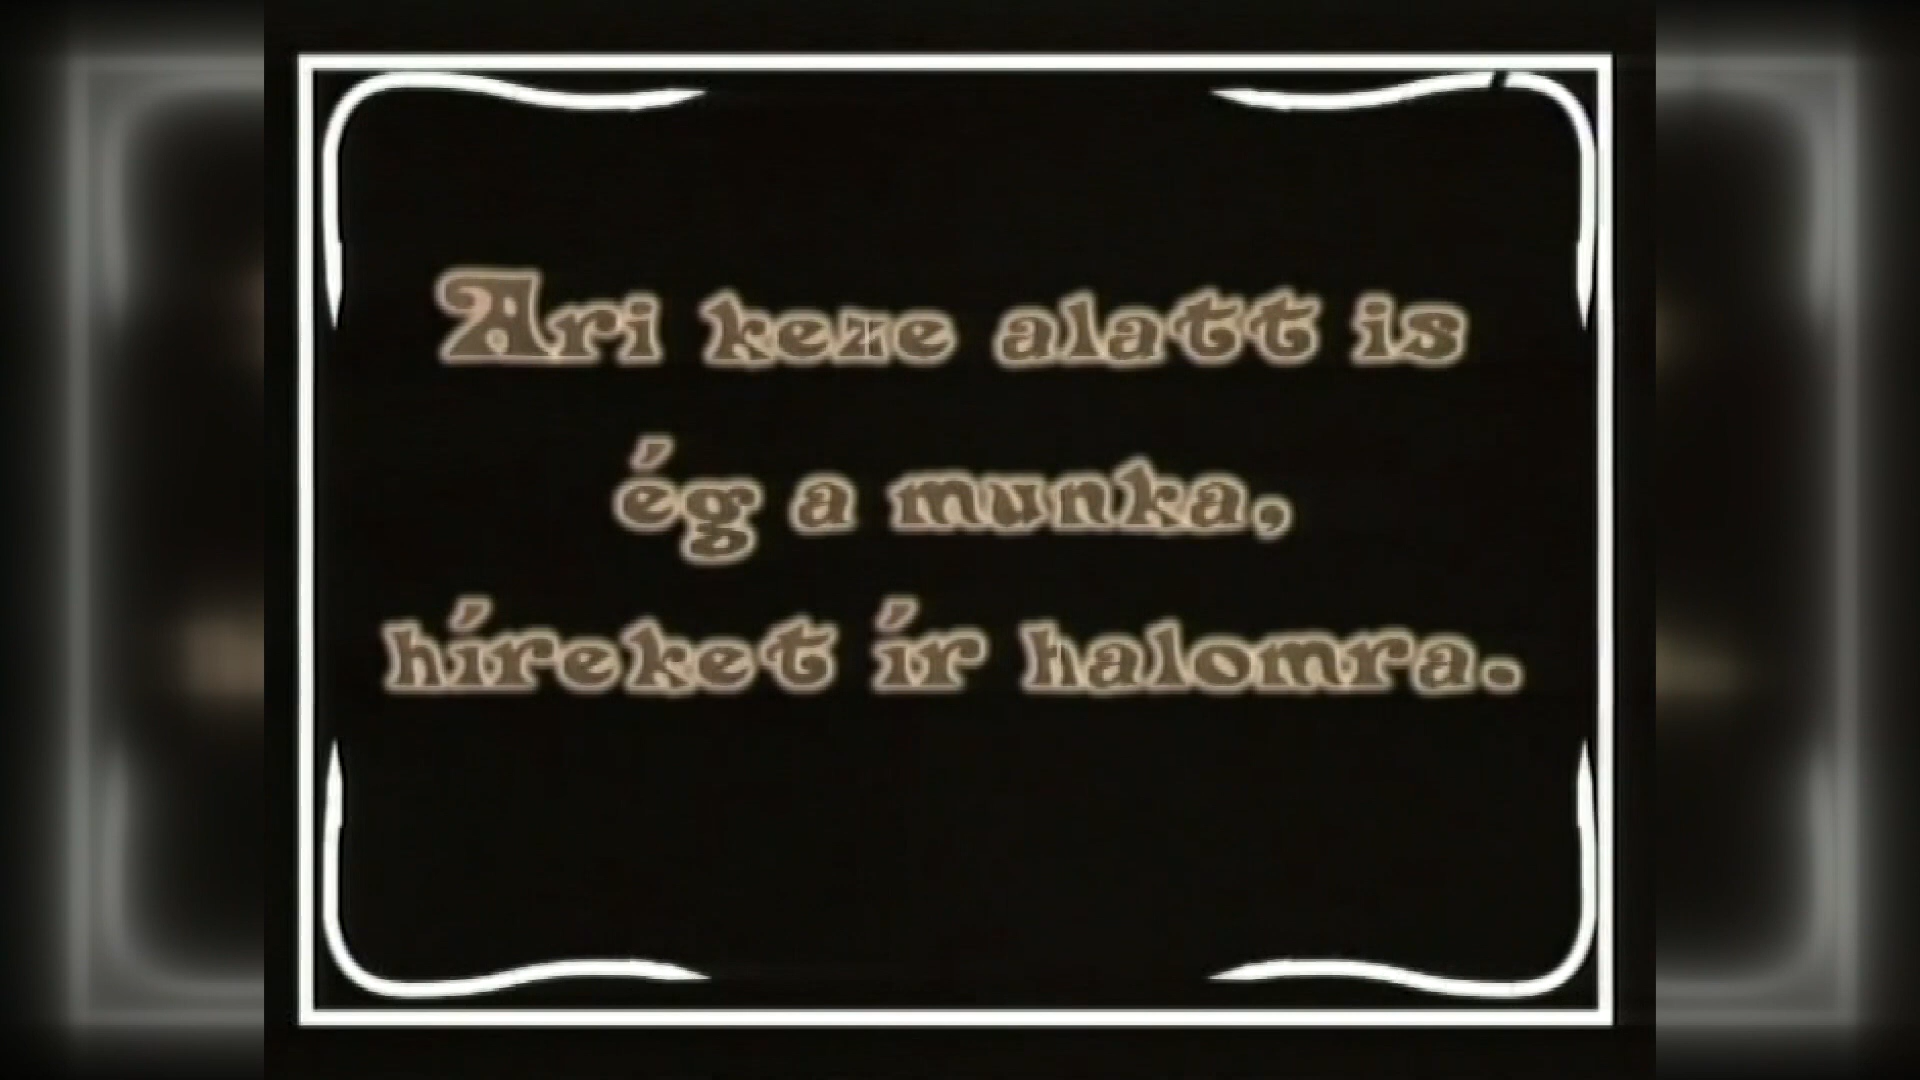 Ari keze alatt is
ég a munka,
híreket ír halomra.